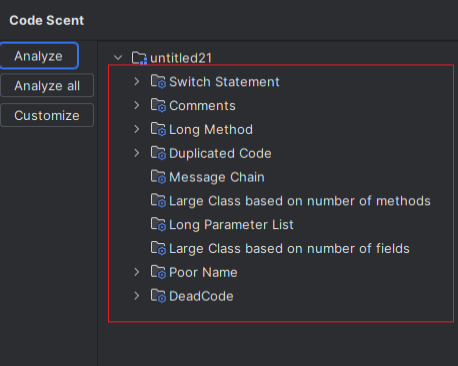 Code Scent
Analyze
Analyze all
Customize
untitled21
Switch Statement
Comments
Long Method
Duplicated Code
Message Chain
Large Class based on number of methods
Long Parameter List
Large Class based on number of fields
Poor Name
DeadCode